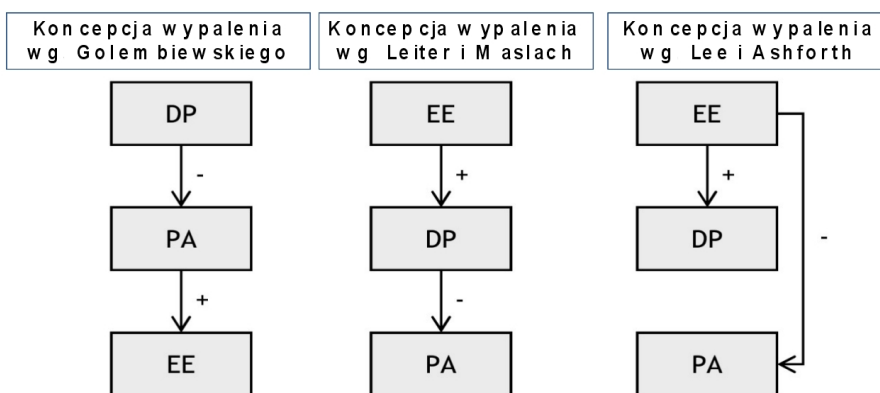 Koncepcja wypalenia
wg Golembiewskiego
Koncepcja wypalenia
wg Leiter i Maslach
Koncepcja wypalenia
wg Lee i Ashforth
DP
-
PA
+
EE
EE
+
DP
-
PA
EE
+
DP
-
PA